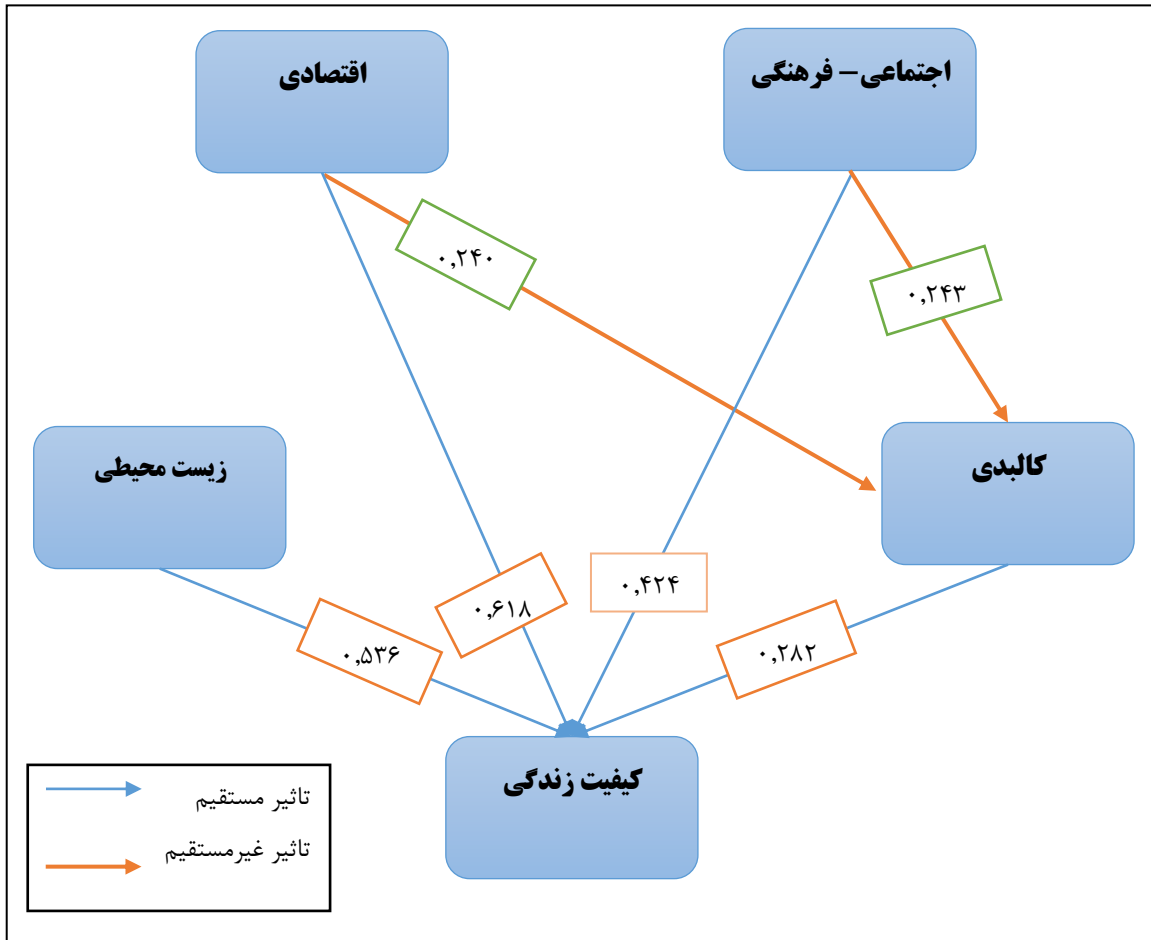 اجتماعی – فرهنگی
اقتصادی
۰,۲۴۰
۰,۲۴۳
کالبدی
زیست محیطی
۰,۴۲۴
۰,۶۱۸
۰,۲۸۲
۰,۵۳۶
کیفیت زندگی
تاثیر مستقیم
تاثیر غیرمستقیم